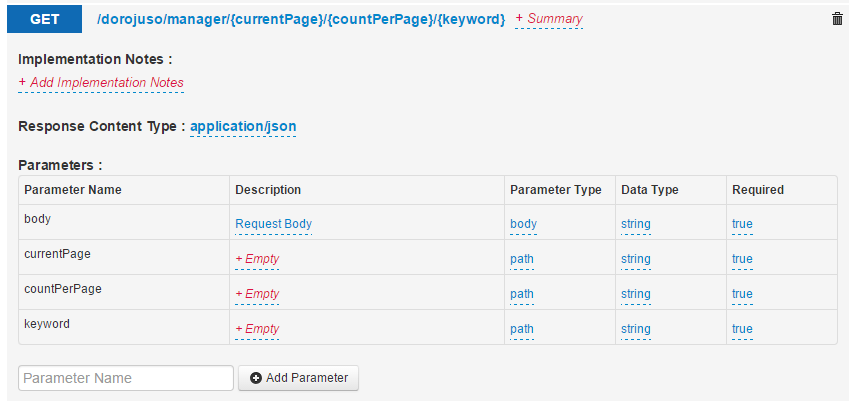 GET /dorojuso/manager/{currentPage}/{countPerPage}/{keyword} + Summary
Implementation Notes :
+ Add Implementation Notes
Response Content Type : application/json
Parameters :
Parameter Name Description Parameter Type Data Type Required
body Request Body body string true
currentPage + Empty path string true
countPerPage + Empty path string true
keyword + Empty path string true
Parameter Name Add Parameter